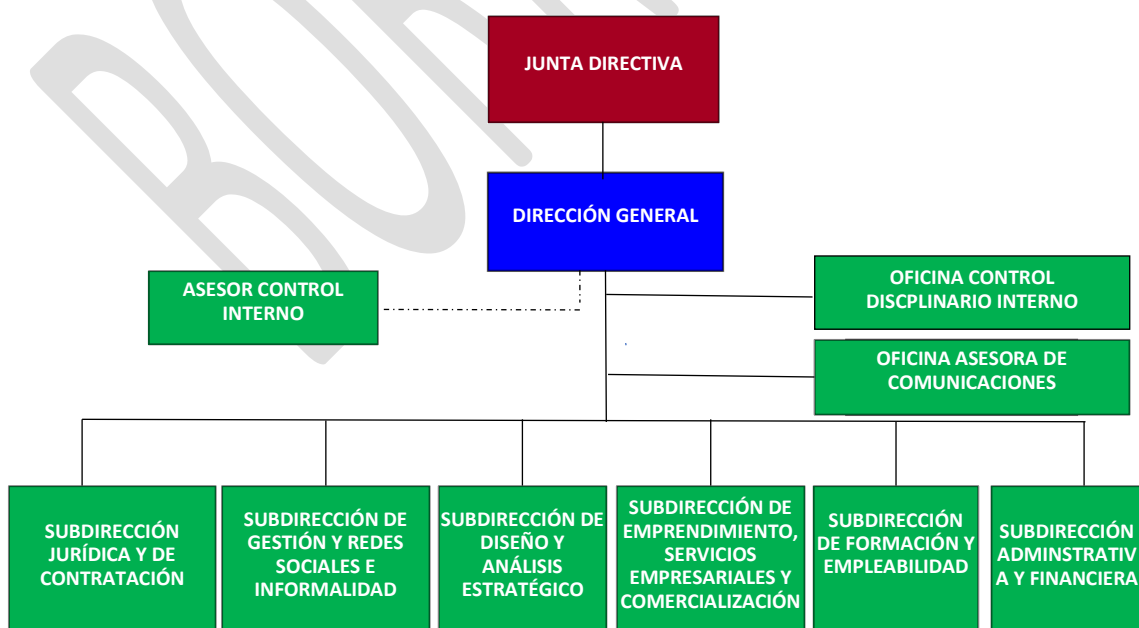 JUNTA DIRECTIVA
DIRECCIÓN GENERAL
ASESOR CONTROL
INTERNO
OFICINA CONTROL
DISCPLINARIO INTERNO
OFICINA ASESORA DE
COMUNICACIONES
SUBDIRECCIÓN
JURÍDICA Y DE
CONTRATACIÓN
SUBDIRECCIÓN DE
GESTIÓN Y REDES
SOCIALES E
INFORMALIDAD
SUBDIRECCIÓN DE
DISEÑO Y
ANÁLISIS
ESTRATÉGICO
SUBDIRECCIÓN DE
EMPRENDIMIENTO,
SERVICIOS
EMPRESARIALES Y
COMERCIALIZACIÓN
SUBDIRECCIÓN
DE FORMACIÓN Y
EMPLEABILIDAD
SUBDIRECCIÓN
ADMINSTRATIV
A Y FINANCIERA